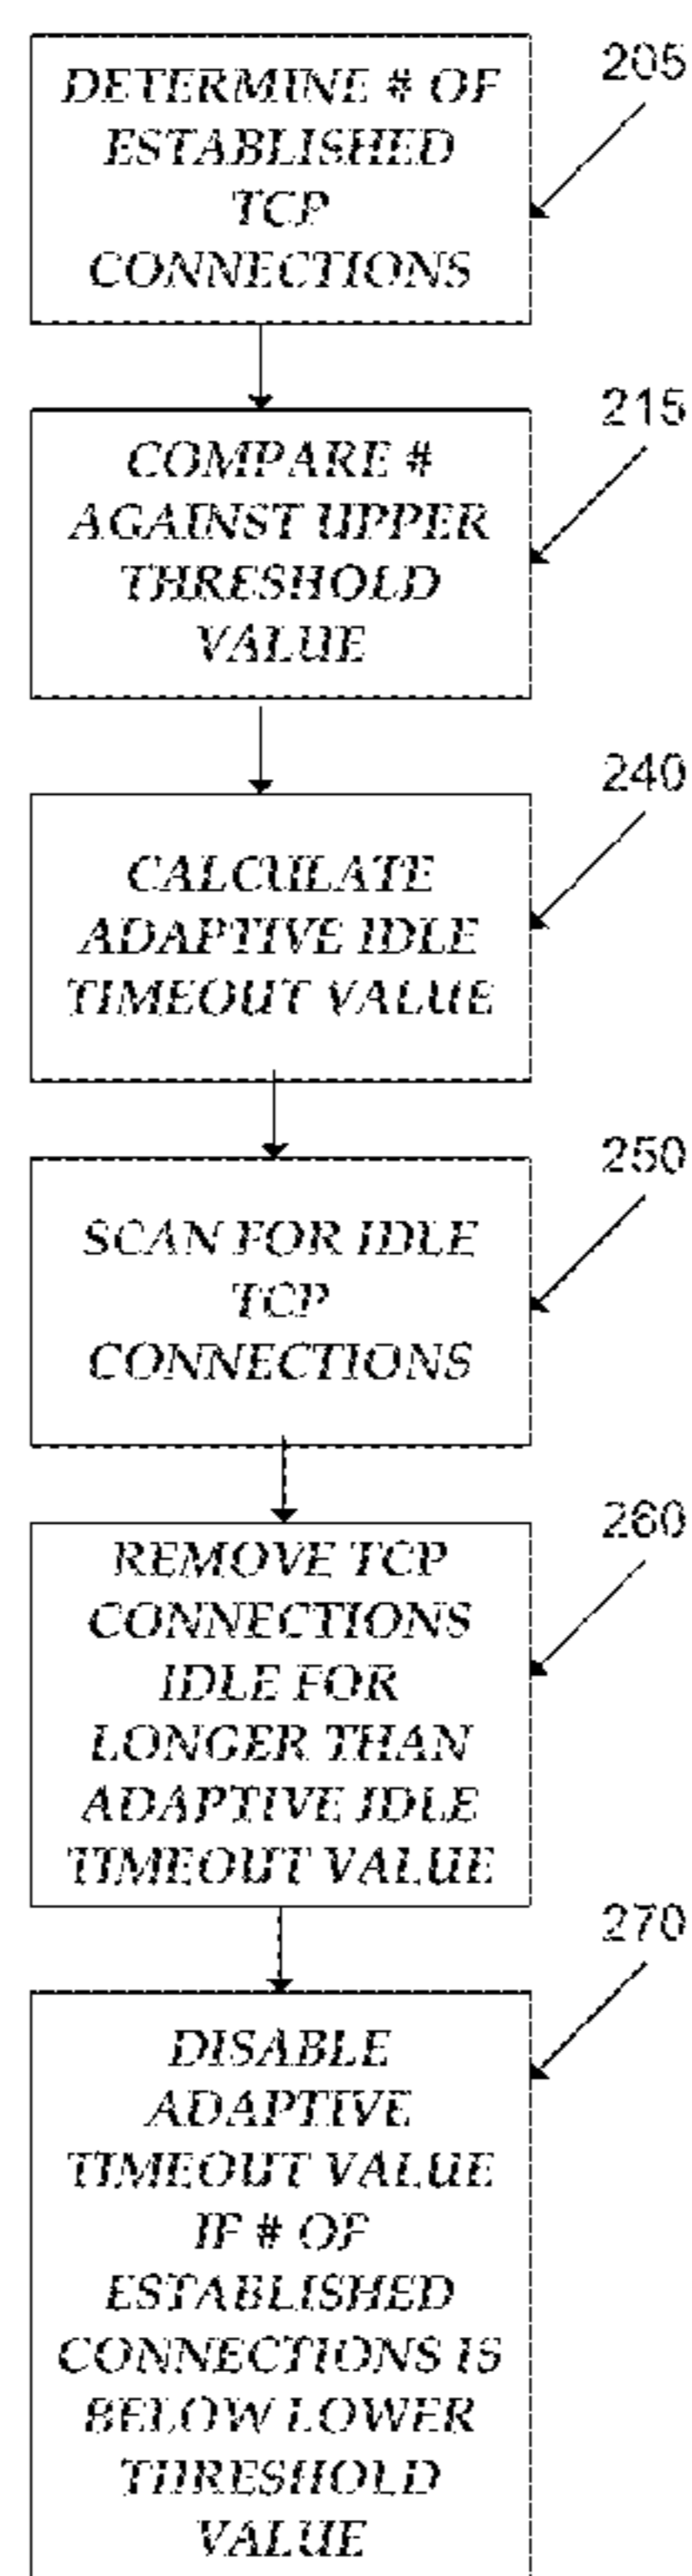 DETERMINE # OF
ESTABLISHED
TCP
CONNECTIONS
205
COMPARE #
AGAINST UPPER
THRESHOLD
VALUE
215
CALCULATE
ADAPTIVE IDLE
TIMEOUT VALUE
240
SCAN FOR IDLE
TCP
CONNECTIONS
250
REMOVE TCP
CONNECTIONS
IDLE FOR
LONGER THAN
ADAPTIVE IDLE
TIMEOUT VALUE
260
DISABLE
ADAPTIVE
TIMEOUT VALUE
IF # OF
ESTABLISHED
CONNECTIONS IS
BELOW LOWER
THRESHOLD
VALUE
270